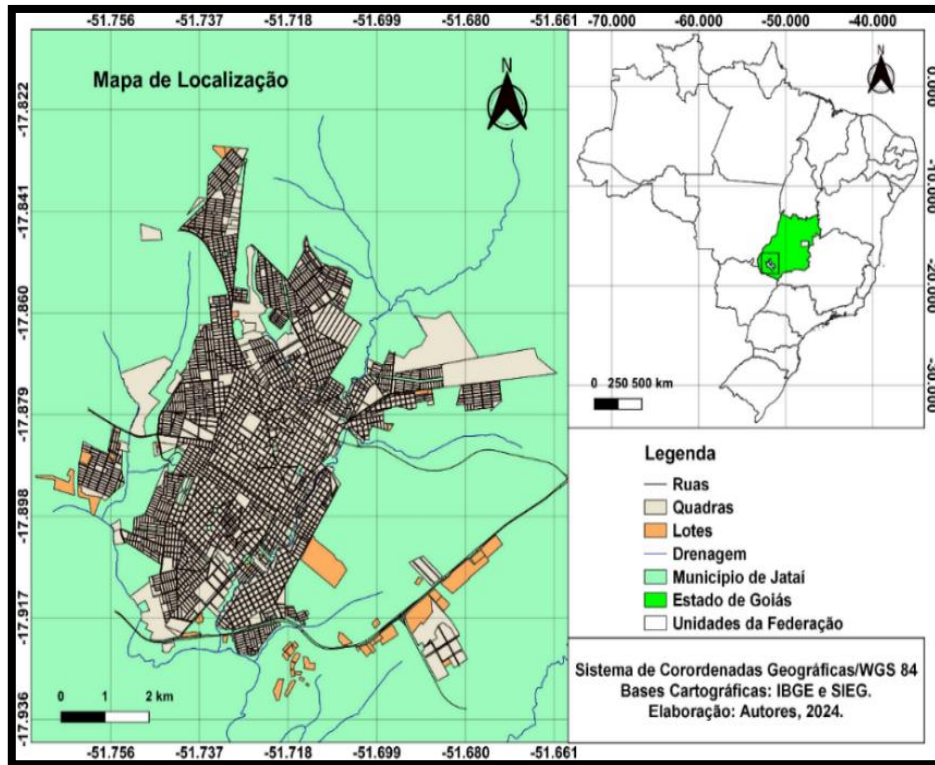 -51.756 -51.737 -51.718 -51.699 -51.680 -51.661
-70.000 -60.000 -50.000 -40.000
Mapa de Localização
N
N
-17.822
-17.841
-17.860
-17.879
-17.898
-17.917
-17.936
0.000
-10.000
-20.000
-30.000
0 250 500 km
0 1 2 km
-51.756 -51.737 -51.718 -51.699 -51.680 -51.661
Legenda
Ruas
Quadras
Lotes
Drenagem
Município de Jataí
Estado de Goiás
Unidades da Federação
Sistema de Corordenadas Geográficas/WGS 84
Bases Cartográficas: IBGE e SIEG.
Elaboração: Autores, 2024.